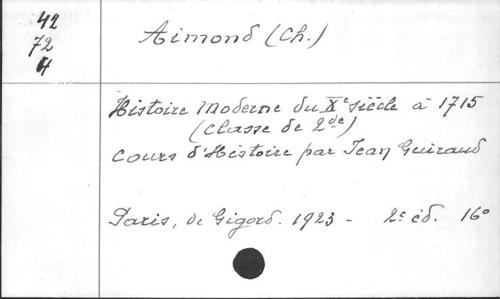 42
72
4
Aimond (Ch.)
Histoire Moderne du Xe siècle à 1715
(Classe de 2de)
Cours d'Histoire par Jean Guiraud
Paris, de Gigord. 1923 - 2e éd. 16°